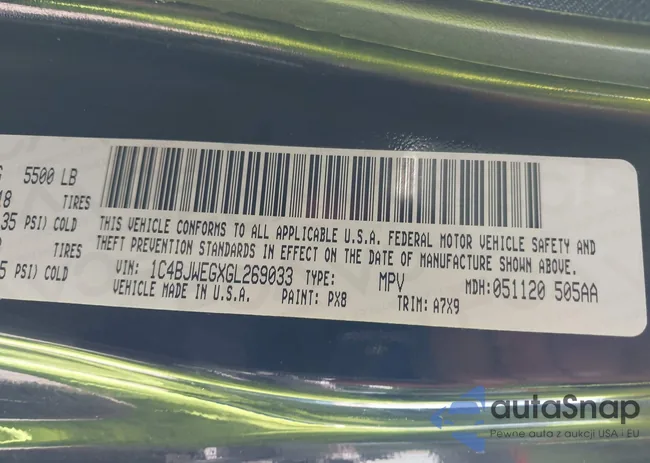 G 5500 LB
18 TIRES
35 PSI) COLD
TIRES
5 PSI) COLD
THIS VEHICLE CONFORMS TO ALL APPLICABLE U.S.A. FEDERAL MOTOR VEHICLE SAFETY AND
THEFT PREVENTION STANDARDS IN EFFECT ON THE DATE OF MANUFACTURE SHOWN ABOVE.
VIN: 1C4BJWEGXGL269033 TYPE: MPV MDH: 051120 505AA
VEHICLE MADE IN U.S.A. PAINT: PX8 TRIM: A7X9
autaSnap
Pewne auta z aukcji USA i EU